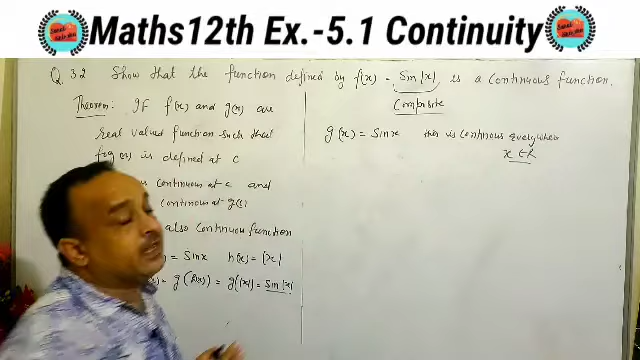 Maths12th Ex.-5.1 Continuity
Q. 32 Show that the function defined by f(x) = Sin |x| is a Continuous function.
Theorem: If f(x) and g(x) are
real valued function such that
fog (x) is defined at c
continuous at c and
continuous at g(c)
also Continuous function
= Sinx h(x) = |x|
= g(h(x)) = g(|x|) = Sin |x|
Composite
g(x) = Sinx this is continous everywhere
x ∈ R